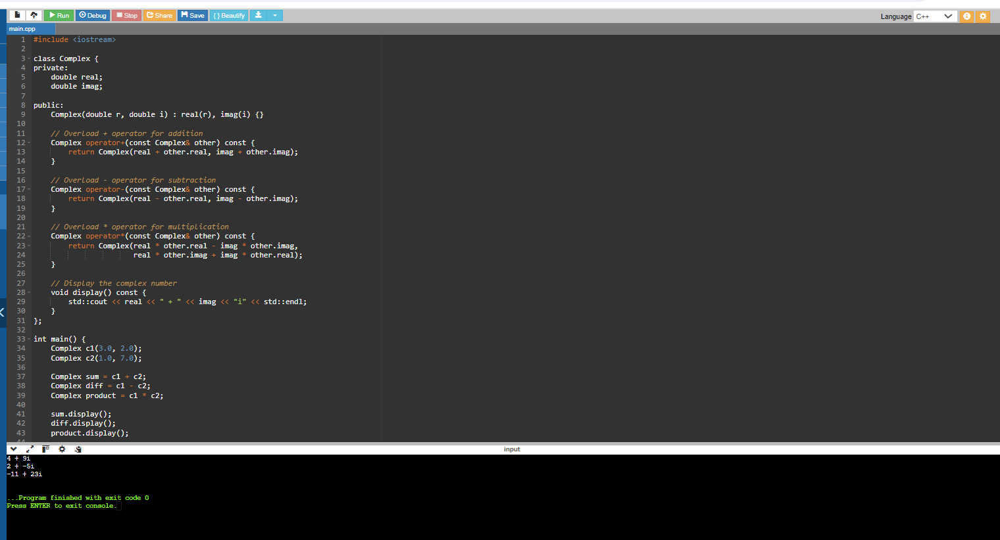 Run Debug Stop Share Save { } Beautify Language C++
main.cpp
1 #include <iostream>
2
3 class Complex {
4 private:
5     double real;
6     double imag;
7
8 public:
9     Complex(double r, double i) : real(r), imag(i) {}
10
11     // Overload + operator for addition
12     Complex operator+(const Complex& other) const {
13         return Complex(real + other.real, imag + other.imag);
14     }
15
16     // Overload - operator for subtraction
17     Complex operator-(const Complex& other) const {
18         return Complex(real - other.real, imag - other.imag);
19     }
20
21     // Overload * operator for multiplication
22     Complex operator*(const Complex& other) const {
23         return Complex(real * other.real - imag * other.imag,
24                        real * other.imag + imag * other.real);
25     }
26
27     // Display the complex number
28     void display() const {
29         std::cout << real << " + " << imag << "i" << std::endl;
30     }
31 };
32
33 int main() {
34     Complex c1(3.0, 2.0);
35     Complex c2(1.0, 7.0);
36
37     Complex sum = c1 + c2;
38     Complex diff = c1 - c2;
39     Complex product = c1 * c2;
40
41     sum.display();
42     diff.display();
43     product.display();
44
input
4 + 9i
2 + -5i
-11 + 23i
...Program finished with exit code 0
Press ENTER to exit console.